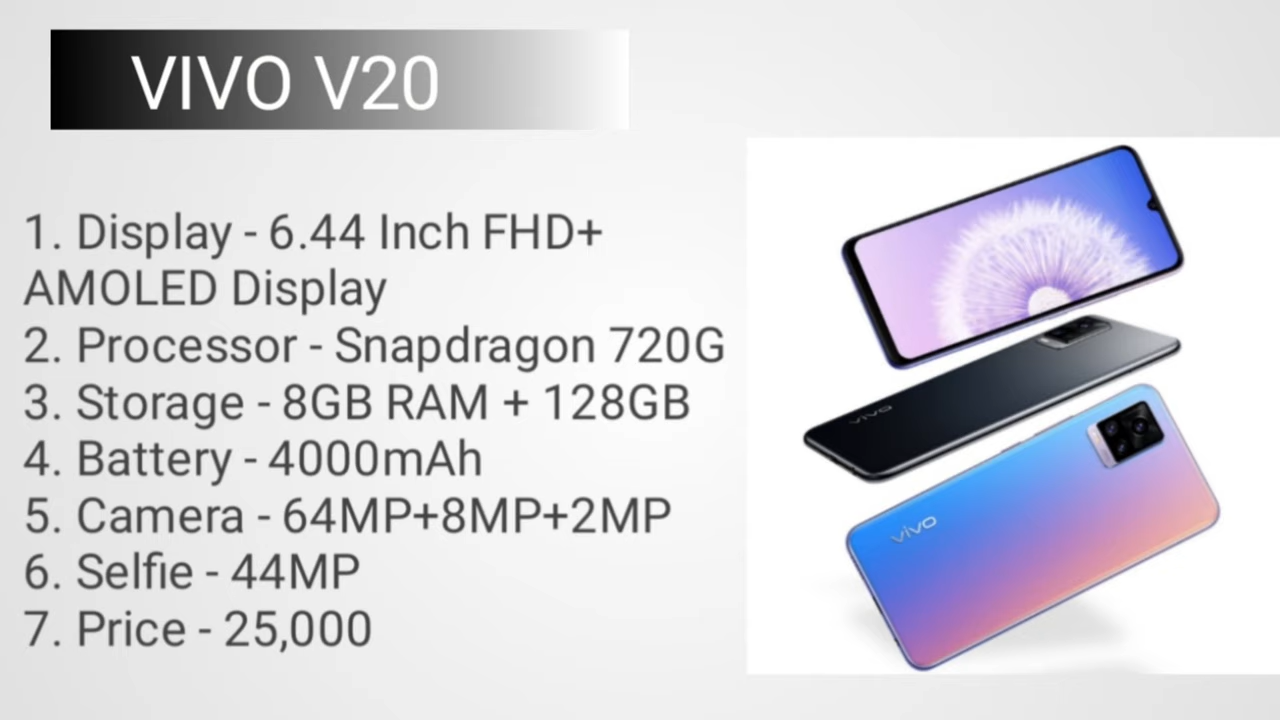 VIVO V20
1. Display - 6.44 Inch FHD+
AMOLED Display
2. Processor - Snapdragon 720G
3. Storage - 8GB RAM + 128GB
4. Battery - 4000mAh
5. Camera - 64MP+8MP+2MP
6. Selfie - 44MP
7. Price - 25,000
vivo
vivo